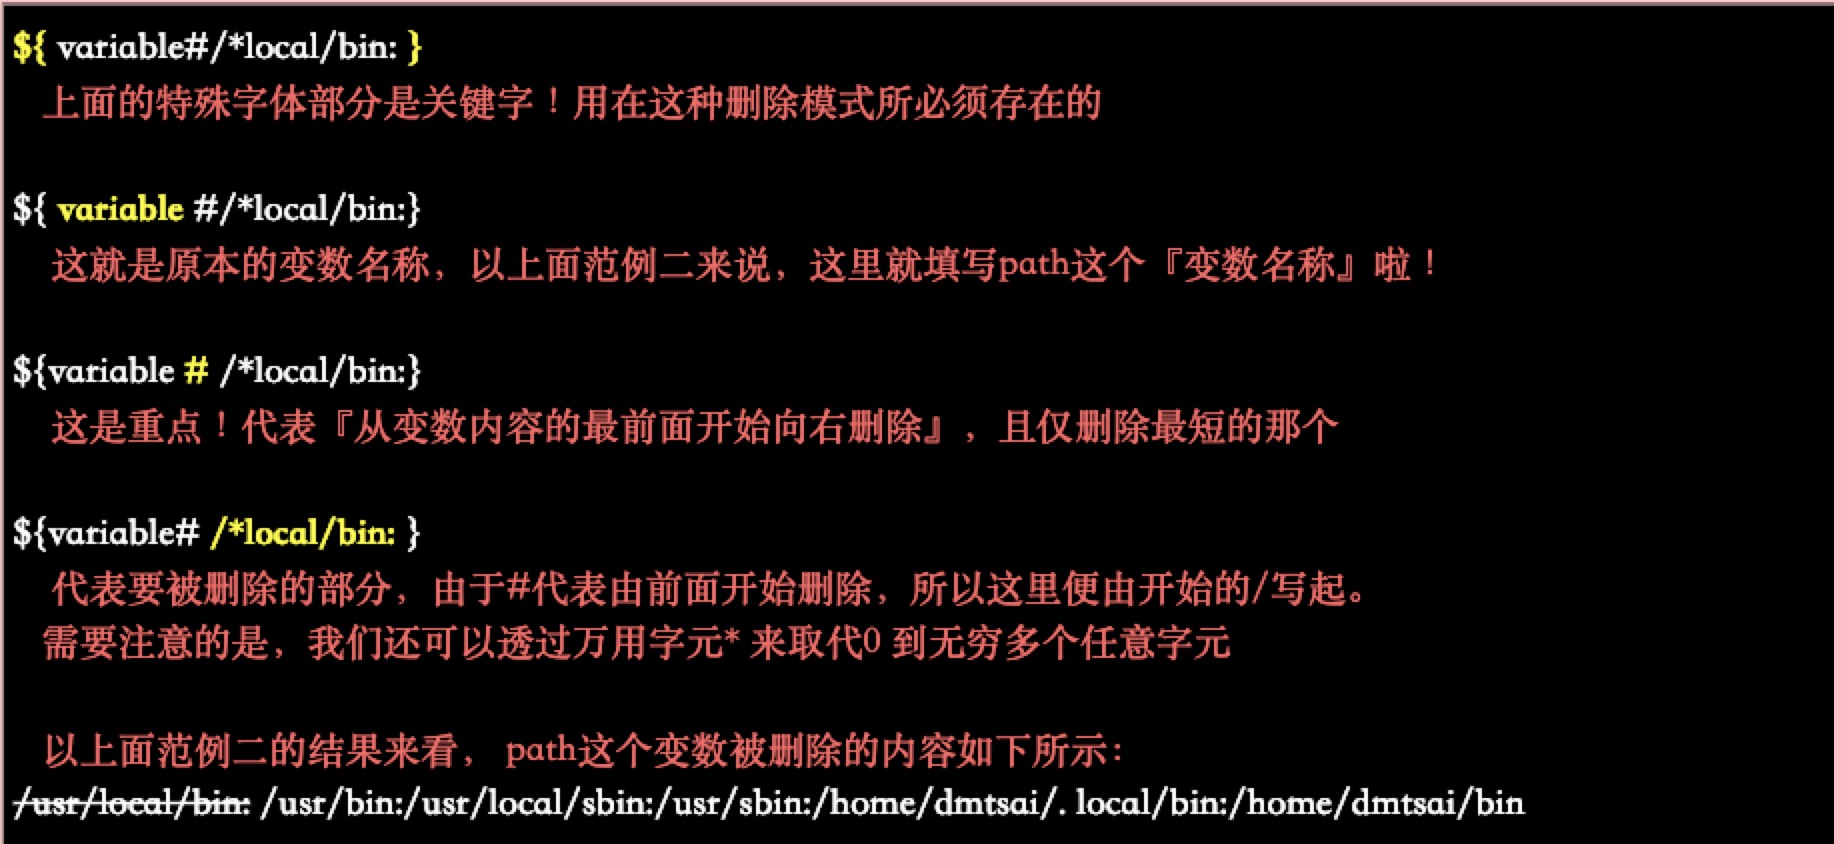 ${ variable#/*local/bin: }
上面的特殊字体部分是关键字！用在这种删除模式所必须存在的
${ variable #/*local/bin:}
这就是原本的变数名称，以上面范例二来说，这里就填写path这个『变数名称』啦！
${variable # /*local/bin:}
这是重点！代表『从变数内容的最前面开始向右删除』，且仅删除最短的那个
${variable# /*local/bin: }
代表要被删除的部分，由于#代表由前面开始删除，所以这里便由开始的/写起。
需要注意的是，我们还可以透过万用字元* 来取代0 到无穷多个任意字元
以上面范例二的结果来看， path这个变数被删除的内容如下所示：
/usr/local/bin: /usr/bin:/usr/local/sbin:/usr/sbin:/home/dmtsai/. local/bin:/home/dmtsai/bin